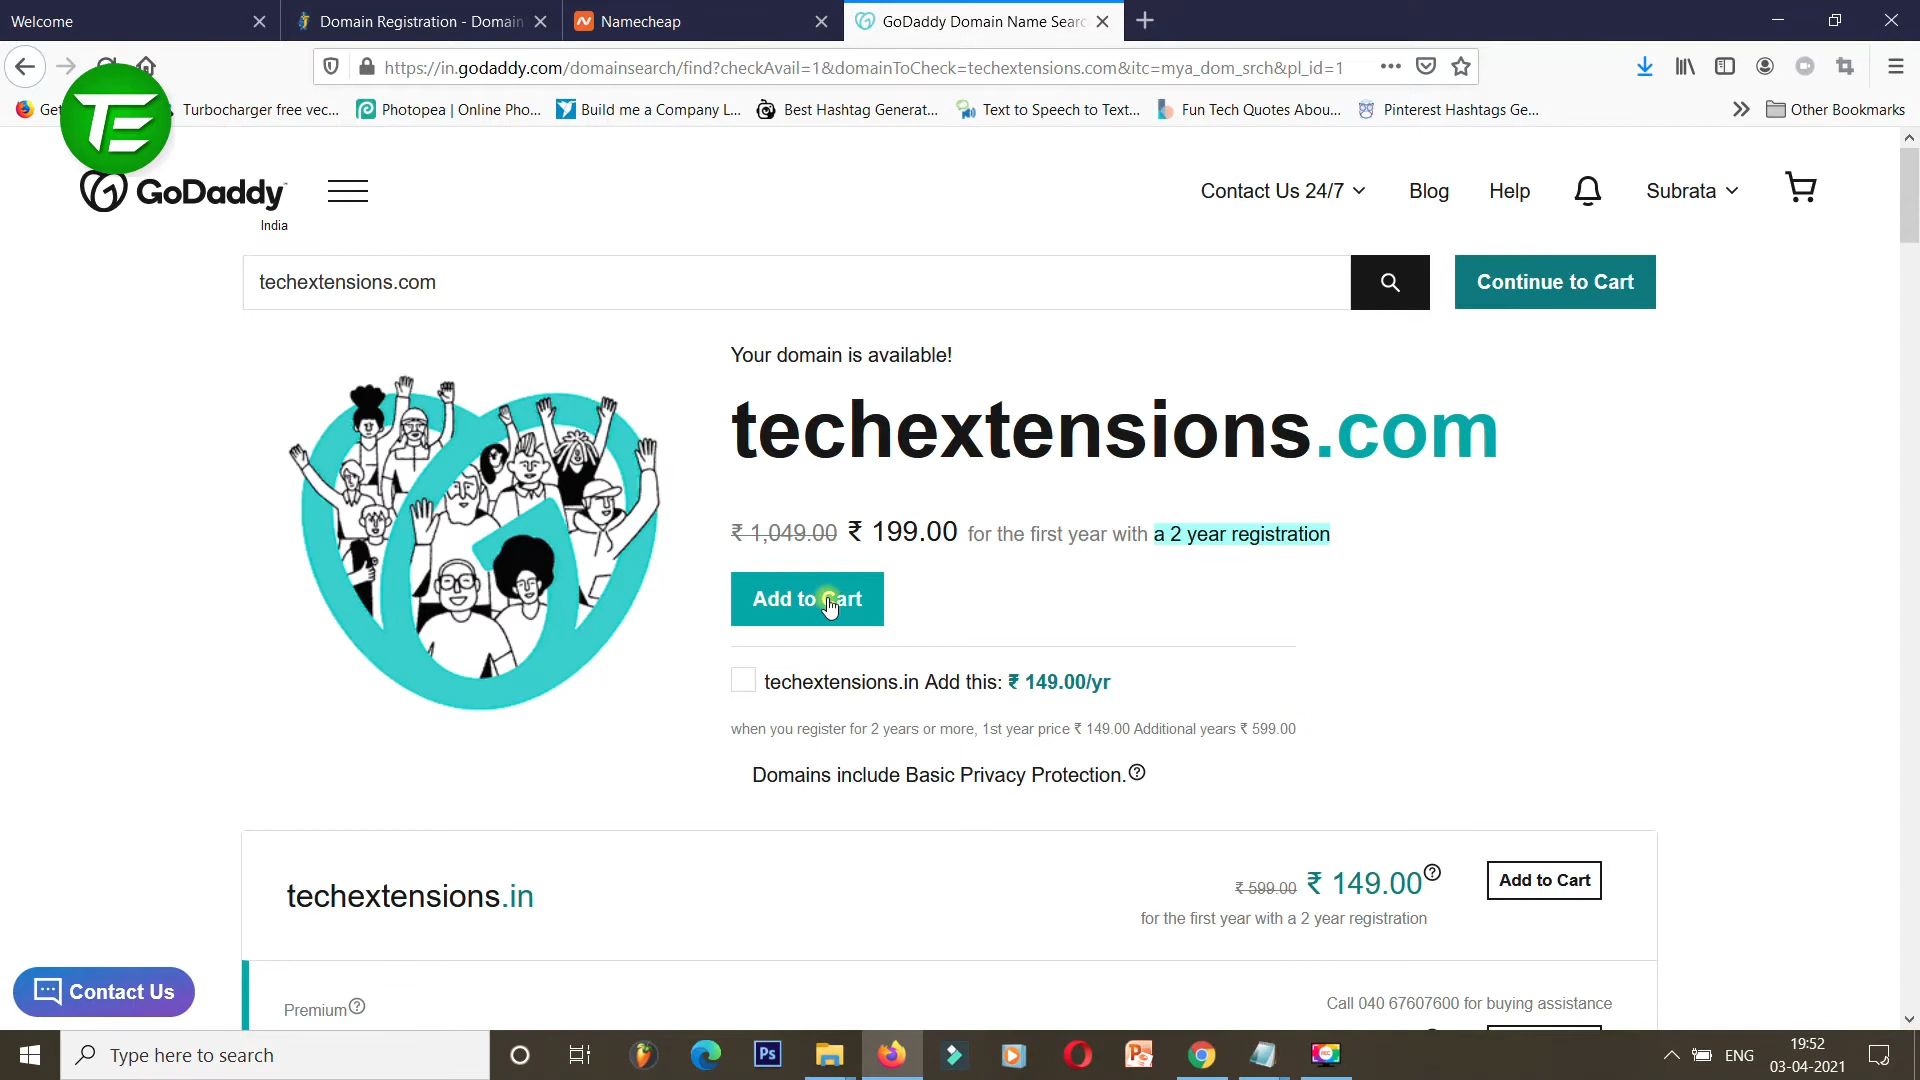 Welcome
Domain Registration - Domain
Namecheap
GoDaddy Domain Name Searc
https://in.godaddy.com/domainsearch/find?checkAvail=1&domainToCheck=techextensions.com&itc=mya_dom_srch&pl_id=1
Get
Turbocharger free vec...
Photopea | Online Pho...
Build me a Company L...
Best Hashtag Generat...
Text to Speech to Text...
Fun Tech Quotes Abou...
Pinterest Hashtags Ge...
Other Bookmarks
TE
GoDaddy
India
Contact Us 24/7
Blog
Help
Subrata
techextensions.com
Continue to Cart
Your domain is available!
techextensions.com
₹ 1,049.00 ₹ 199.00 for the first year with a 2 year registration
Add to Cart
techextensions.in Add this: ₹ 149.00/yr
when you register for 2 years or more, 1st year price ₹ 149.00 Additional years ₹ 599.00
Domains include Basic Privacy Protection.
techextensions.in
₹ 599.00 ₹ 149.00
for the first year with a 2 year registration
Add to Cart
Premium
Call 040 67607600 for buying assistance
Contact Us
Type here to search
Ps
ENG
19:52
03-04-2021